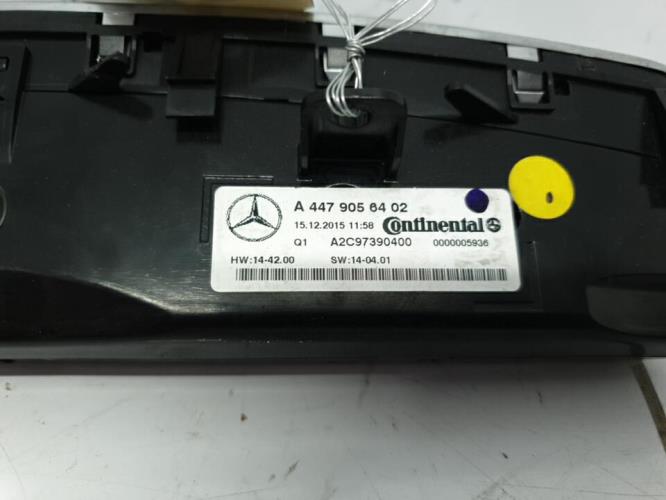 A 447 905 64 02
15.12.2015 11:58 Continental
Q1 A2C97390400 0000005936
HW:14-42.00 SW:14-04.01